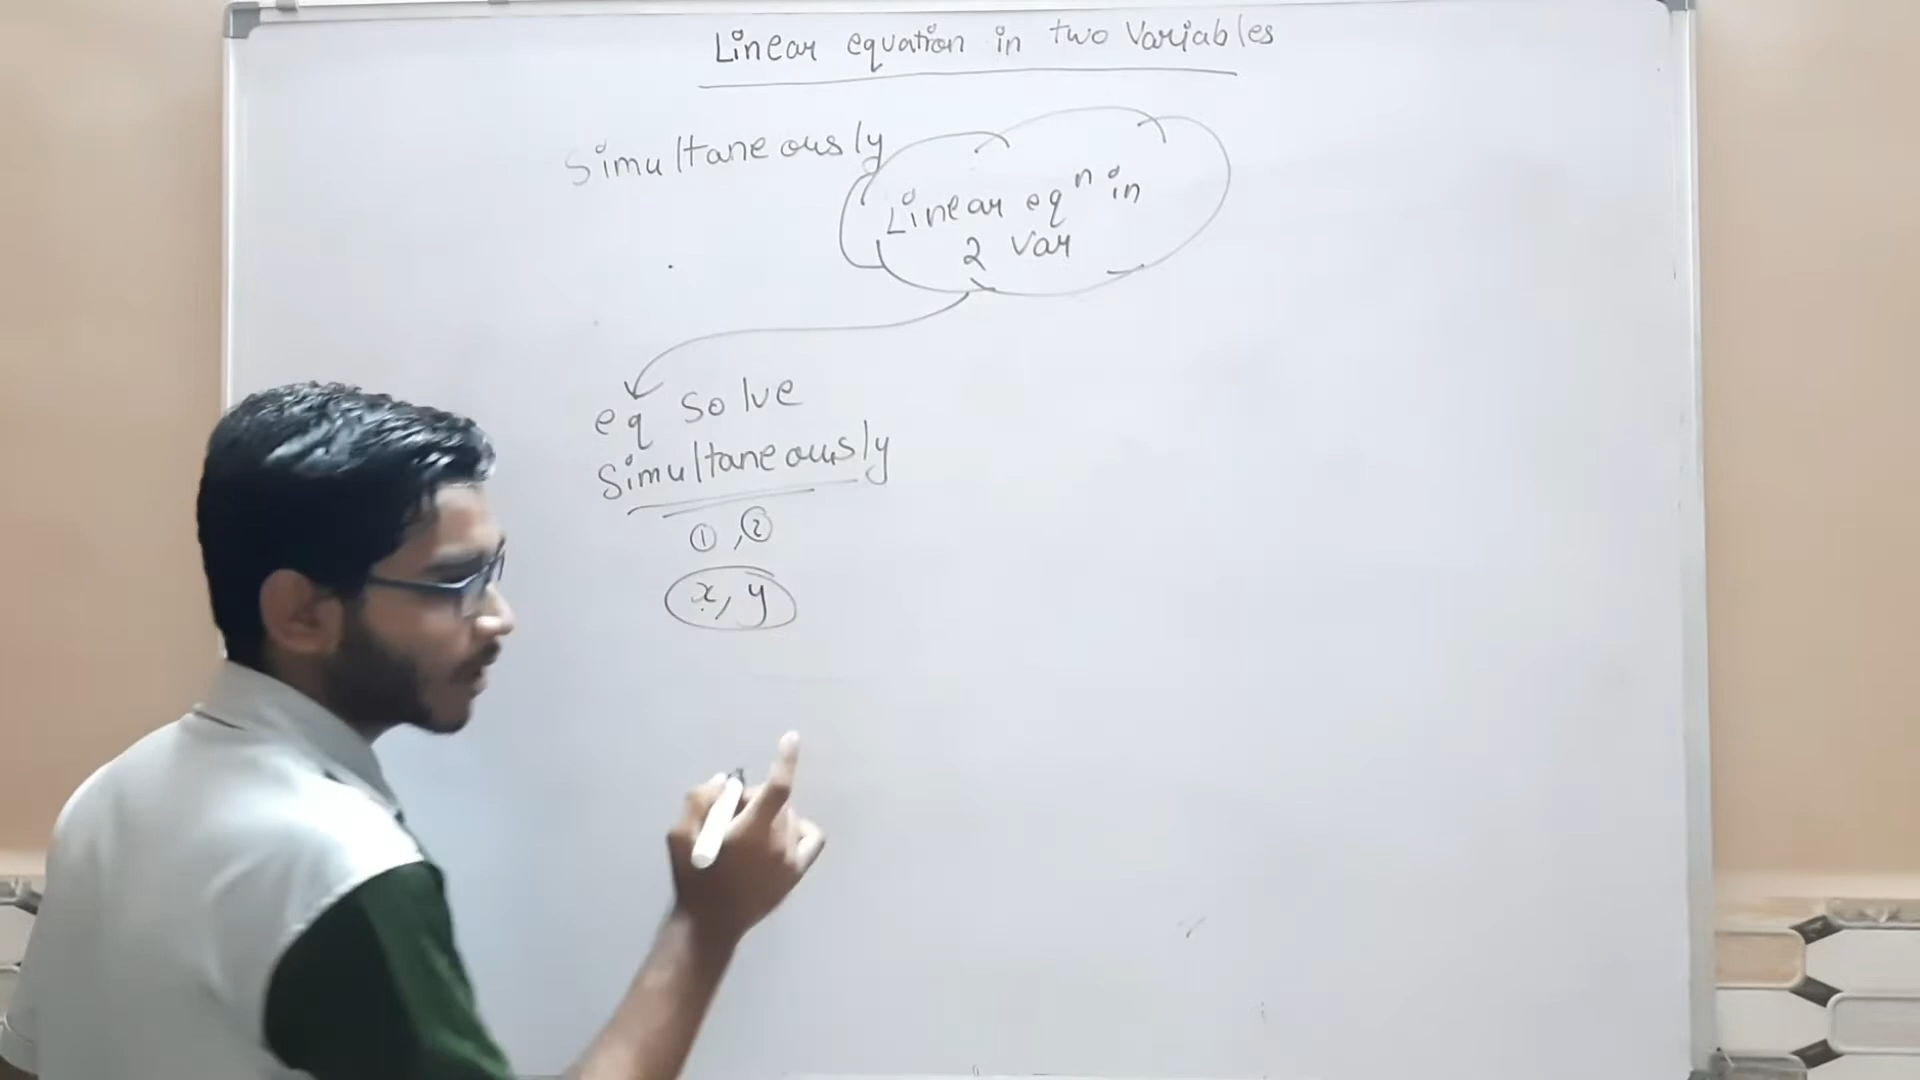 Linear equation in two Variables
Simultaneously
Linear eqⁿ in
2 var
eq solve
Simultaneously
①, ②
x, y